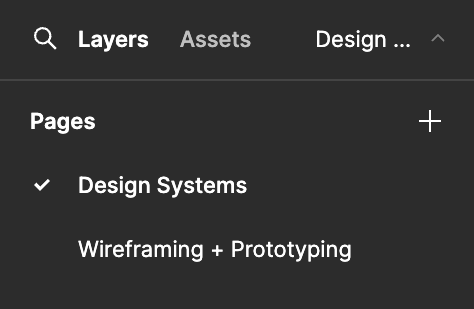 Layers Assets Design ...
Pages
Design Systems
Wireframing + Prototyping